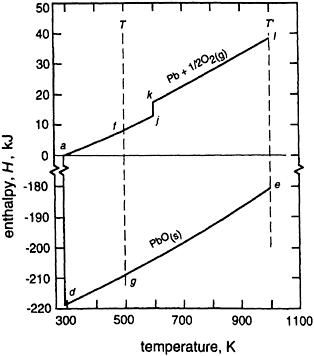 50
T
T'
l
40
Pb + 1/2O₂(g)
30
20
k
10
f
j
a
0
enthalpy, H, kJ
-180
e
-190
-200
PbO(s)
-210
g
d
-220
300 500 700 900 1100
temperature, K